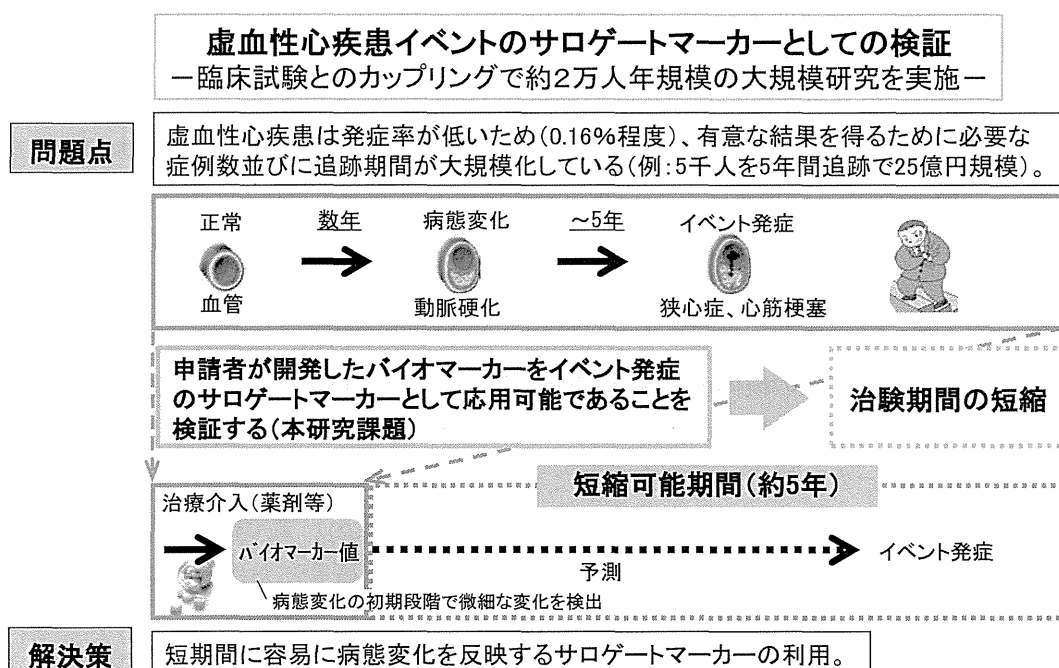 虚血性心疾患イベントのサロゲートマーカーとしての検証
－臨床試験とのカップリングで約２万人年規模の大規模研究を実施－
問題点
虚血性心疾患は発症率が低いため(0.16%程度)、有意な結果を得るために必要な
症例数並びに追跡期間が大規模化している(例:5千人を5年間追跡で25億円規模)。
正常 数年 病態変化 ～5年 イベント発症
血管 動脈硬化 狭心症、心筋梗塞
申請者が開発したバイオマーカーをイベント発症
のサロゲートマーカーとして応用可能であることを
検証する(本研究課題)
治験期間の短縮
短縮可能期間(約5年)
治療介入(薬剤等)
バイオマーカー値
予測
イベント発症
病態変化の初期段階で微細な変化を検出
解決策
短期間に容易に病態変化を反映するサロゲートマーカーの利用。